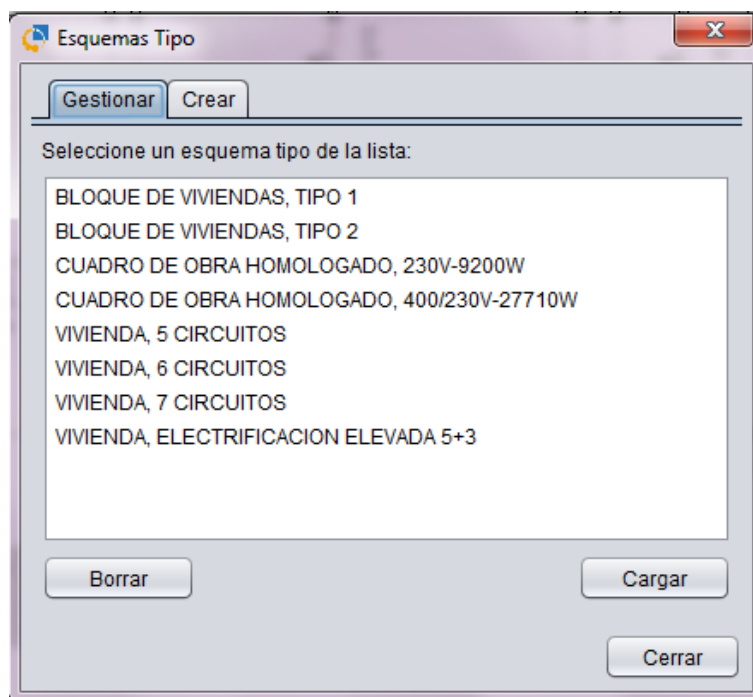 Esquemas Tipo
Gestionar Crear
Seleccione un esquema tipo de la lista:
BLOQUE DE VIVIENDAS, TIPO 1
BLOQUE DE VIVIENDAS, TIPO 2
CUADRO DE OBRA HOMOLOGADO, 230V-9200W
CUADRO DE OBRA HOMOLOGADO, 400/230V-27710W
VIVIENDA, 5 CIRCUITOS
VIVIENDA, 6 CIRCUITOS
VIVIENDA, 7 CIRCUITOS
VIVIENDA, ELECTRIFICACION ELEVADA 5+3
Borrar Cargar
Cerrar